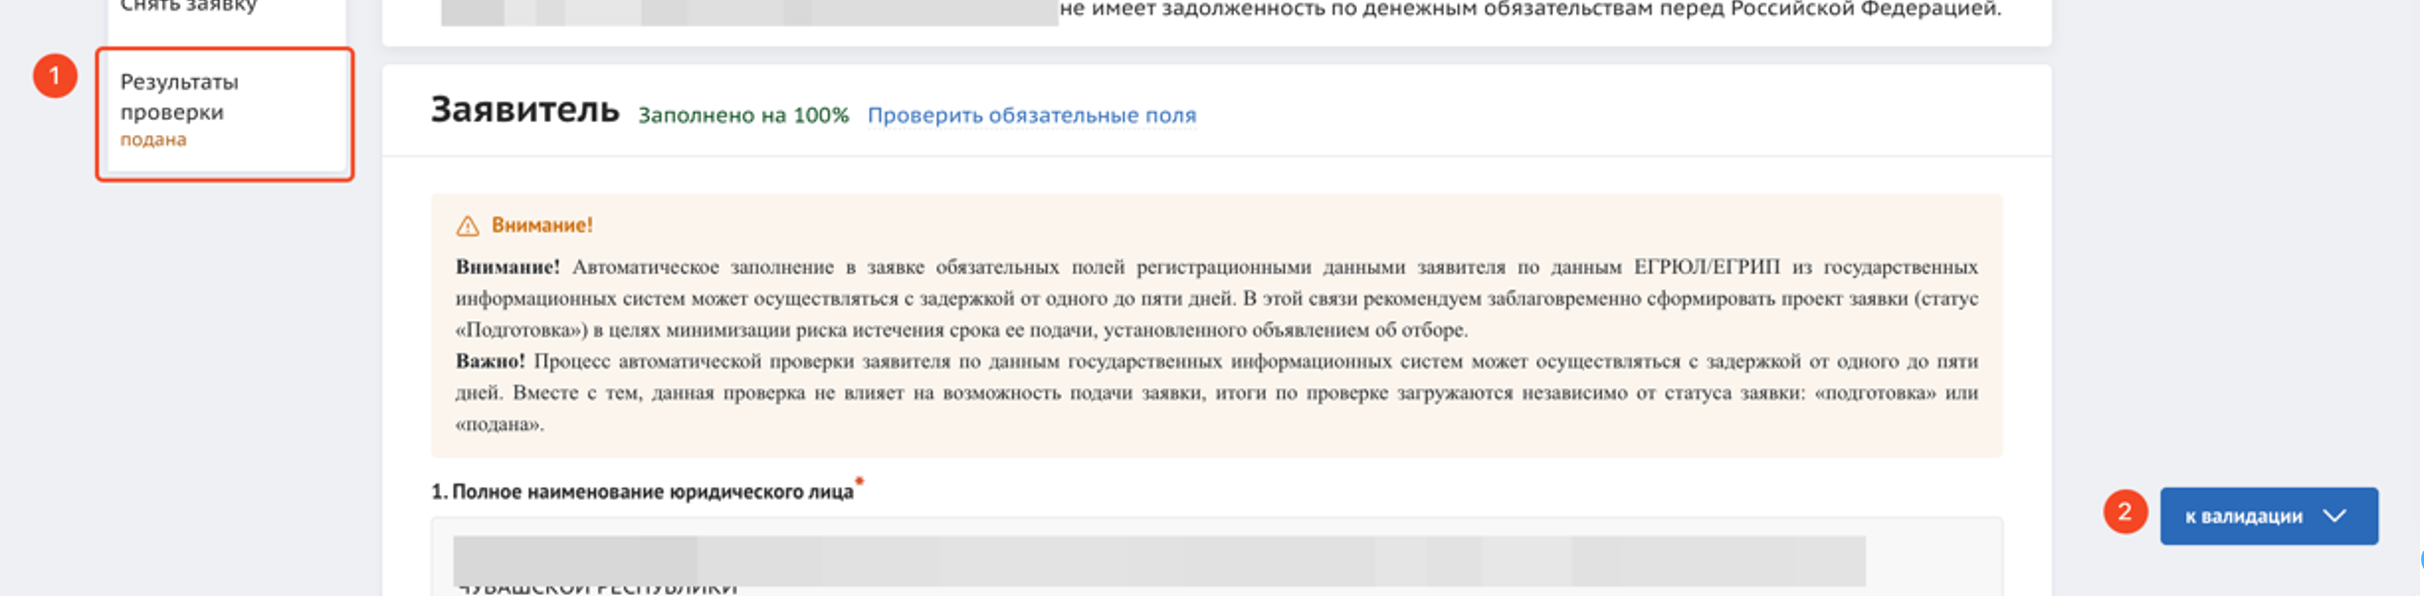 Снять заявку
не имеет задолженность по денежным обязательствам перед Российской Федерацией.
1
Результаты
проверки
подана
Заявитель Заполнено на 100% Проверить обязательные поля
Внимание!
Внимание! Автоматическое заполнение в заявке обязательных полей регистрационными данными заявителя по данным ЕГРЮЛ/ЕГРИП из государственных
информационных систем может осуществляться с задержкой от одного до пяти дней. В этой связи рекомендуем заблаговременно сформировать проект заявки (статус
«Подготовка») в целях минимизации риска истечения срока ее подачи, установленного объявлением об отборе.
Важно! Процесс автоматической проверки заявителя по данным государственных информационных систем может осуществляться с задержкой от одного до пяти
дней. Вместе с тем, данная проверка не влияет на возможность подачи заявки, итоги по проверке загружаются независимо от статуса заявки: «подготовка» или
«подана».
1. Полное наименование юридического лица*
2
к валидации
ЧУВАШСКОЙ РЕСПУБЛИКИ